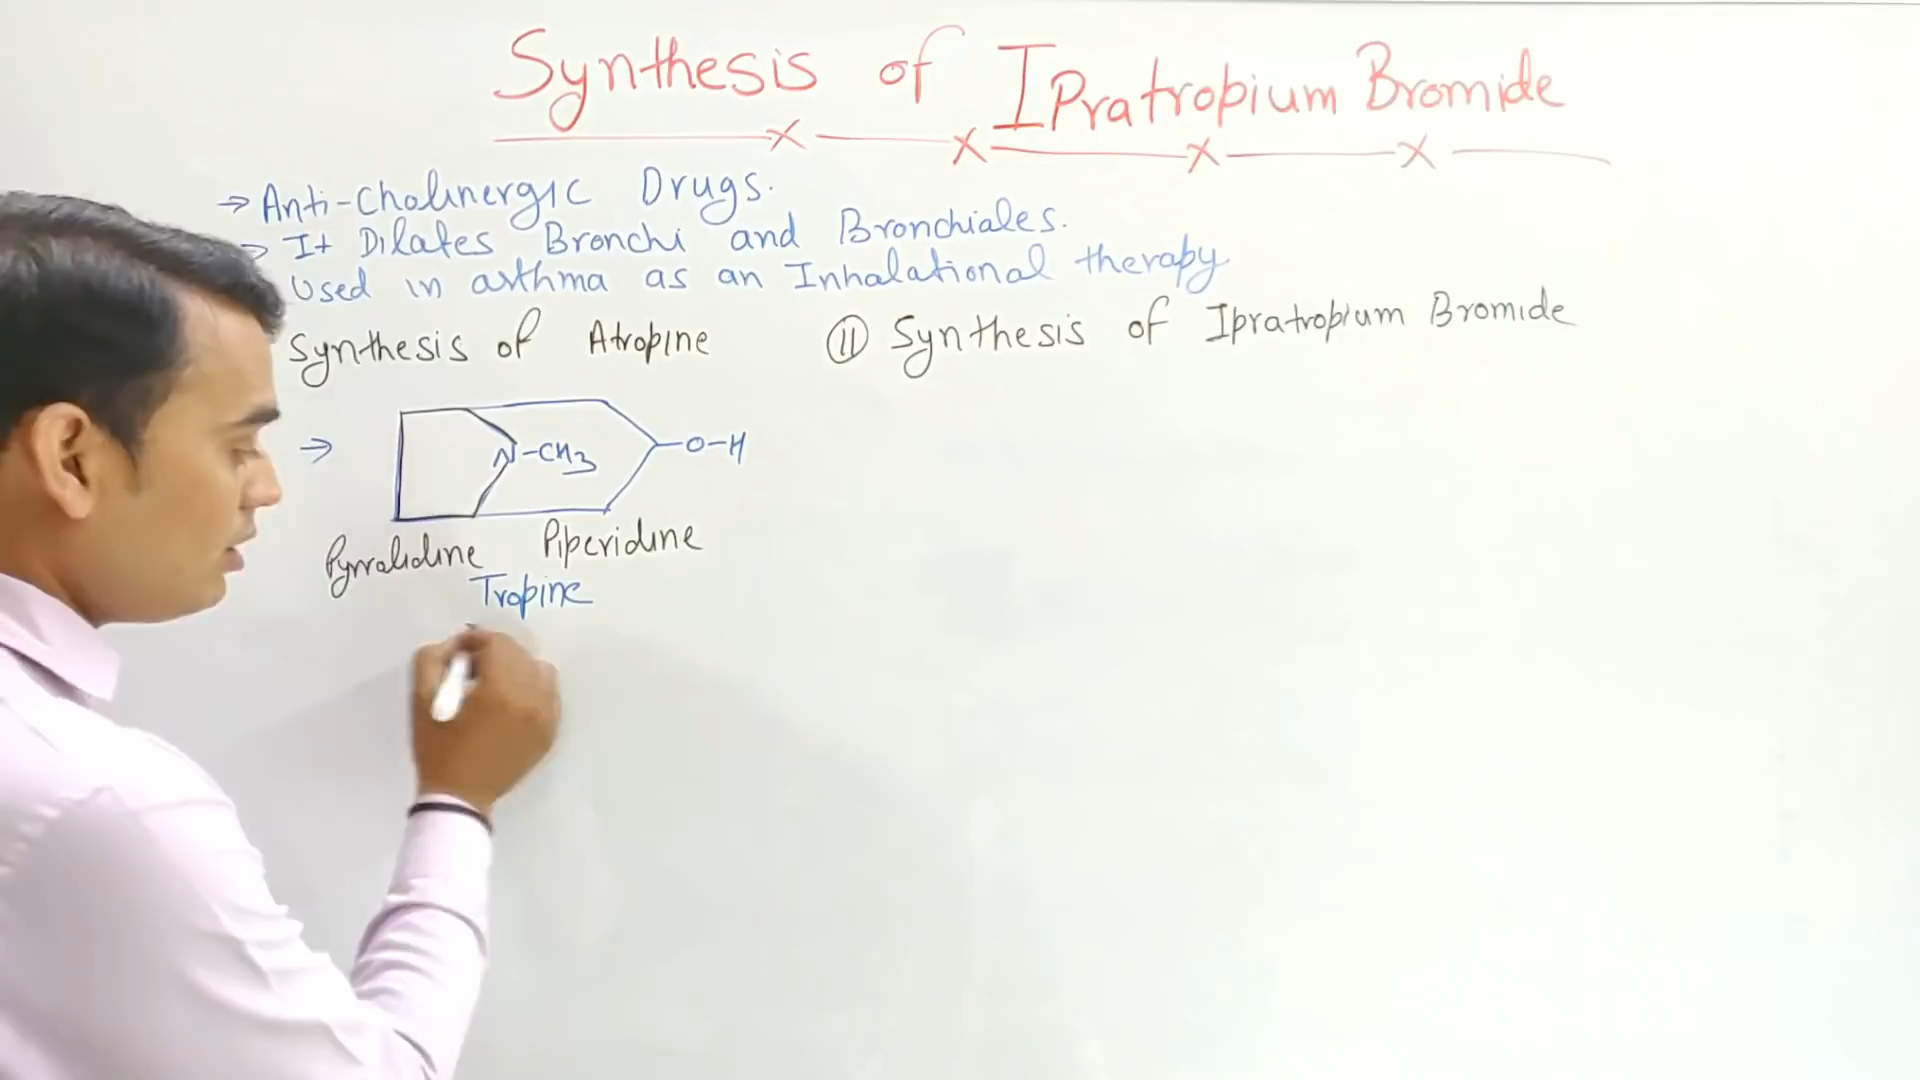 Synthesis of IPratropium Bromide
→ Anti-Cholinergic Drugs.
→ It Dilates Bronchi and Bronchiales.
Used in asthma as an Inhalational therapy
Synthesis of Atropine
II Synthesis of Ipratropium Bromide
→ N-CH3 -O-H
Pyrralidine Piperidine
Tropine